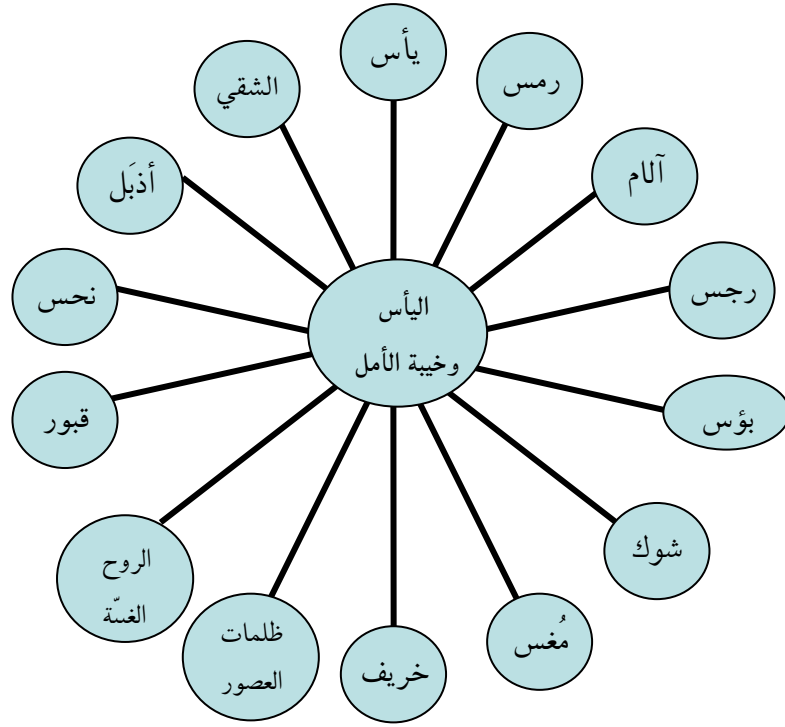 يأس
رمس
الشقي
آلام
أذبَل
رجس
نحس
اليأس
وخيبة الأمل
قبور
بؤس
شوك
الروح
الغسّة
ظلمات
العصور
مُغس
خريف